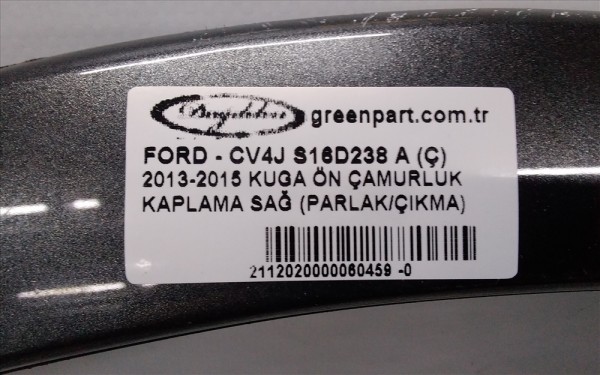 greenpart.com.tr
FORD - CV4J S16D238 A (Ç)
2013-2015 KUGA ÖN ÇAMURLUK
KAPLAMA SAĞ (PARLAK/ÇIKMA)
2112020000060459 -0